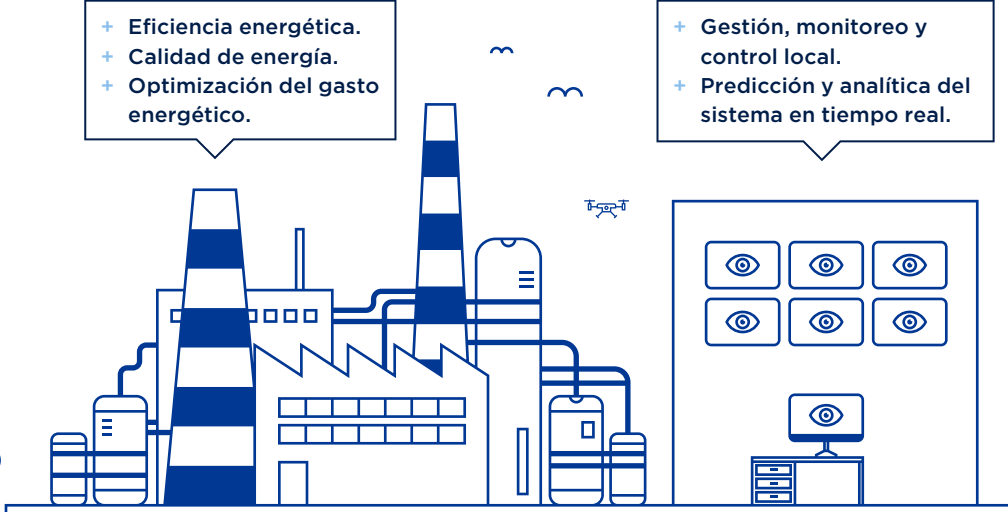 + Eficiencia energética.
+ Calidad de energía.
+ Optimización del gasto
energético.
+ Gestión, monitoreo y
control local.
+ Predicción y analítica del
sistema en tiempo real.